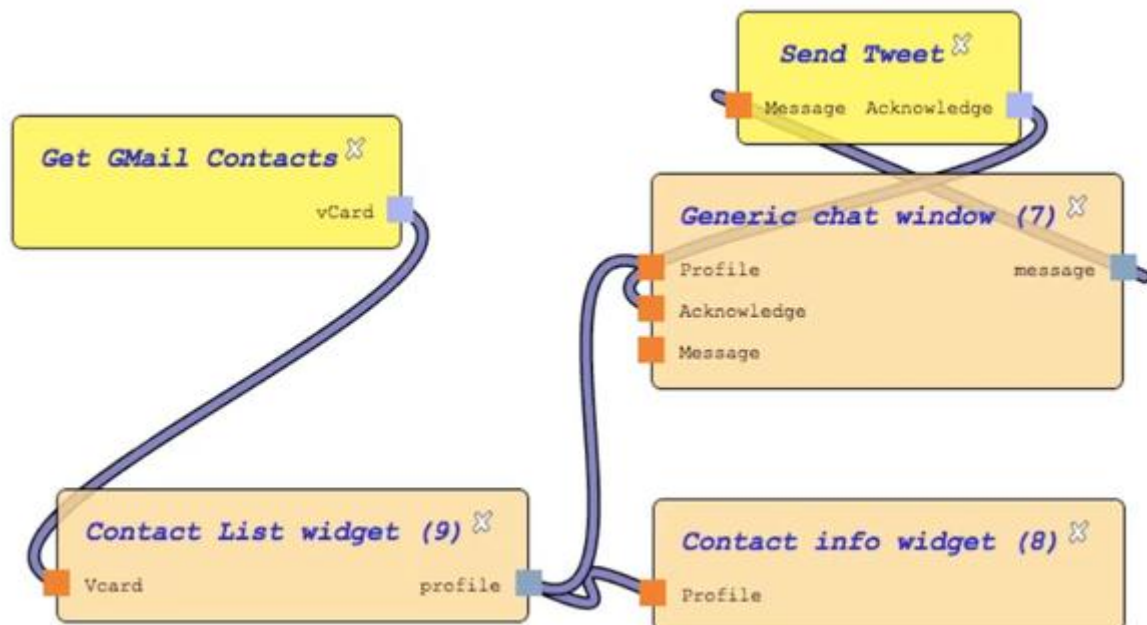 Send Tweet
Message Acknowledge
Get GMail Contacts
vCard
Generic chat window (7)
Profile message
Acknowledge
Message
Contact List widget (9)
Vcard profile
Contact info widget (8)
Profile